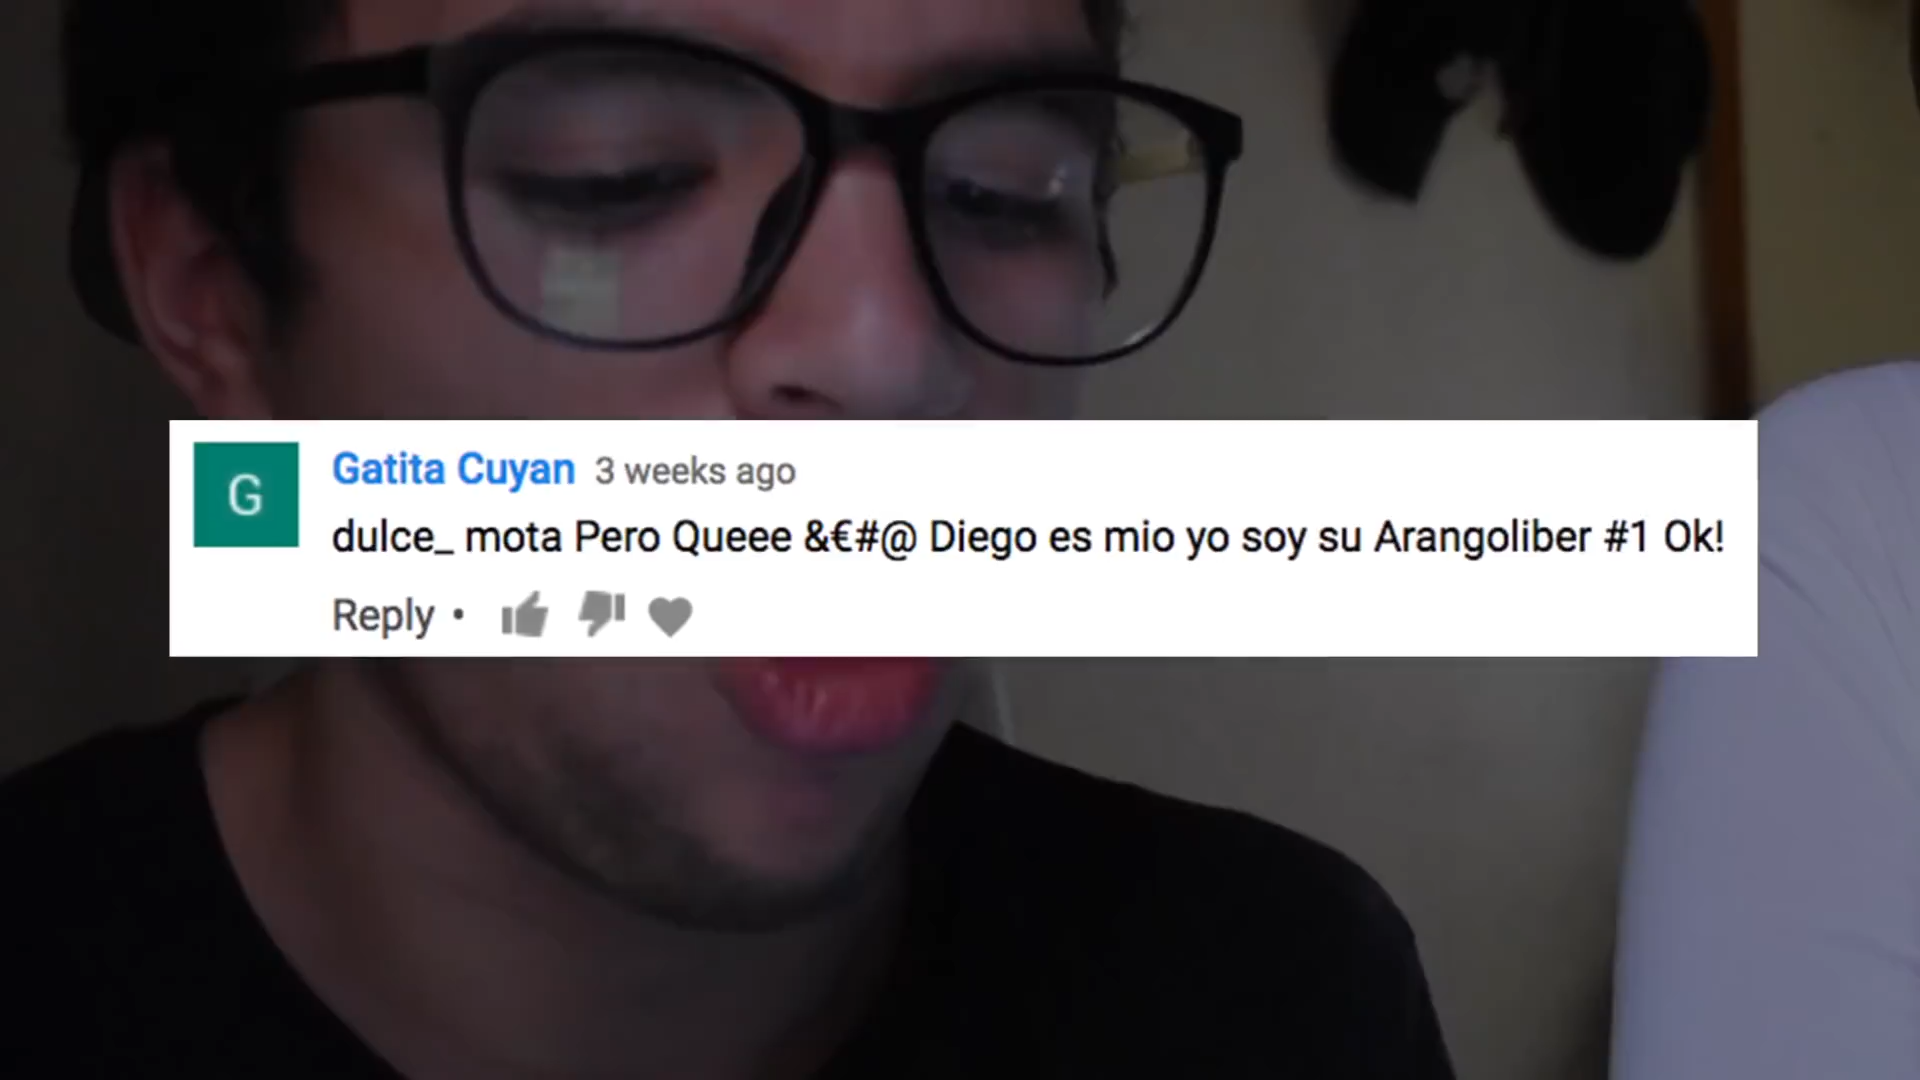 G
Gatita Cuyan 3 weeks ago
dulce_ mota Pero Queee &€#@ Diego es mio yo soy su Arangoliber #1 Ok!
Reply •